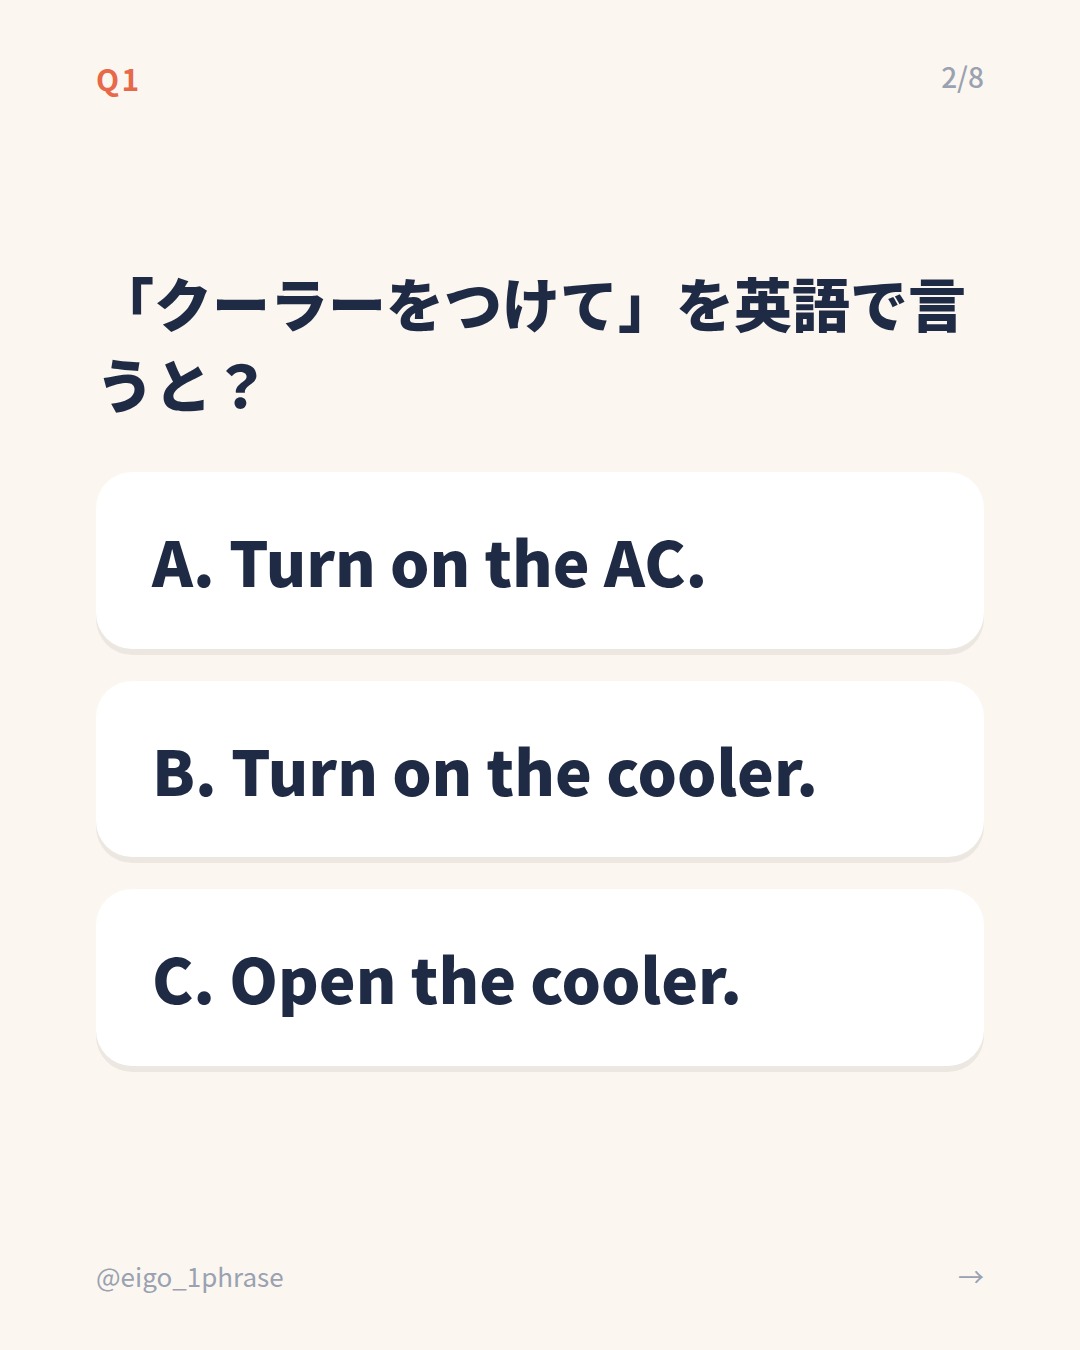 Q1
2/8
「クーラーをつけて」を英語で言
うと？
A. Turn on the AC.
B. Turn on the cooler.
C. Open the cooler.
@eigo_1phrase
→